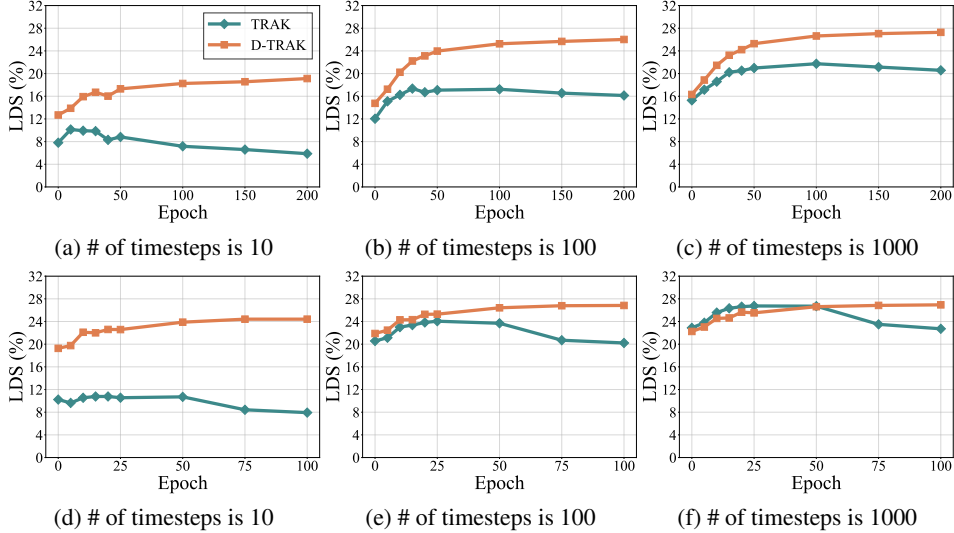 TRAK
D-TRAK
LDS (%)
0 4 8 12 16 20 24 28 32
0 50 100 150 200
Epoch
(a) # of timesteps is 10
LDS (%)
0 4 8 12 16 20 24 28 32
0 50 100 150 200
Epoch
(b) # of timesteps is 100
LDS (%)
0 4 8 12 16 20 24 28 32
0 50 100 150 200
Epoch
(c) # of timesteps is 1000
LDS (%)
0 4 8 12 16 20 24 28 32
0 25 50 75 100
Epoch
(d) # of timesteps is 10
LDS (%)
0 4 8 12 16 20 24 28 32
0 25 50 75 100
Epoch
(e) # of timesteps is 100
LDS (%)
0 4 8 12 16 20 24 28 32
0 25 50 75 100
Epoch
(f) # of timesteps is 1000